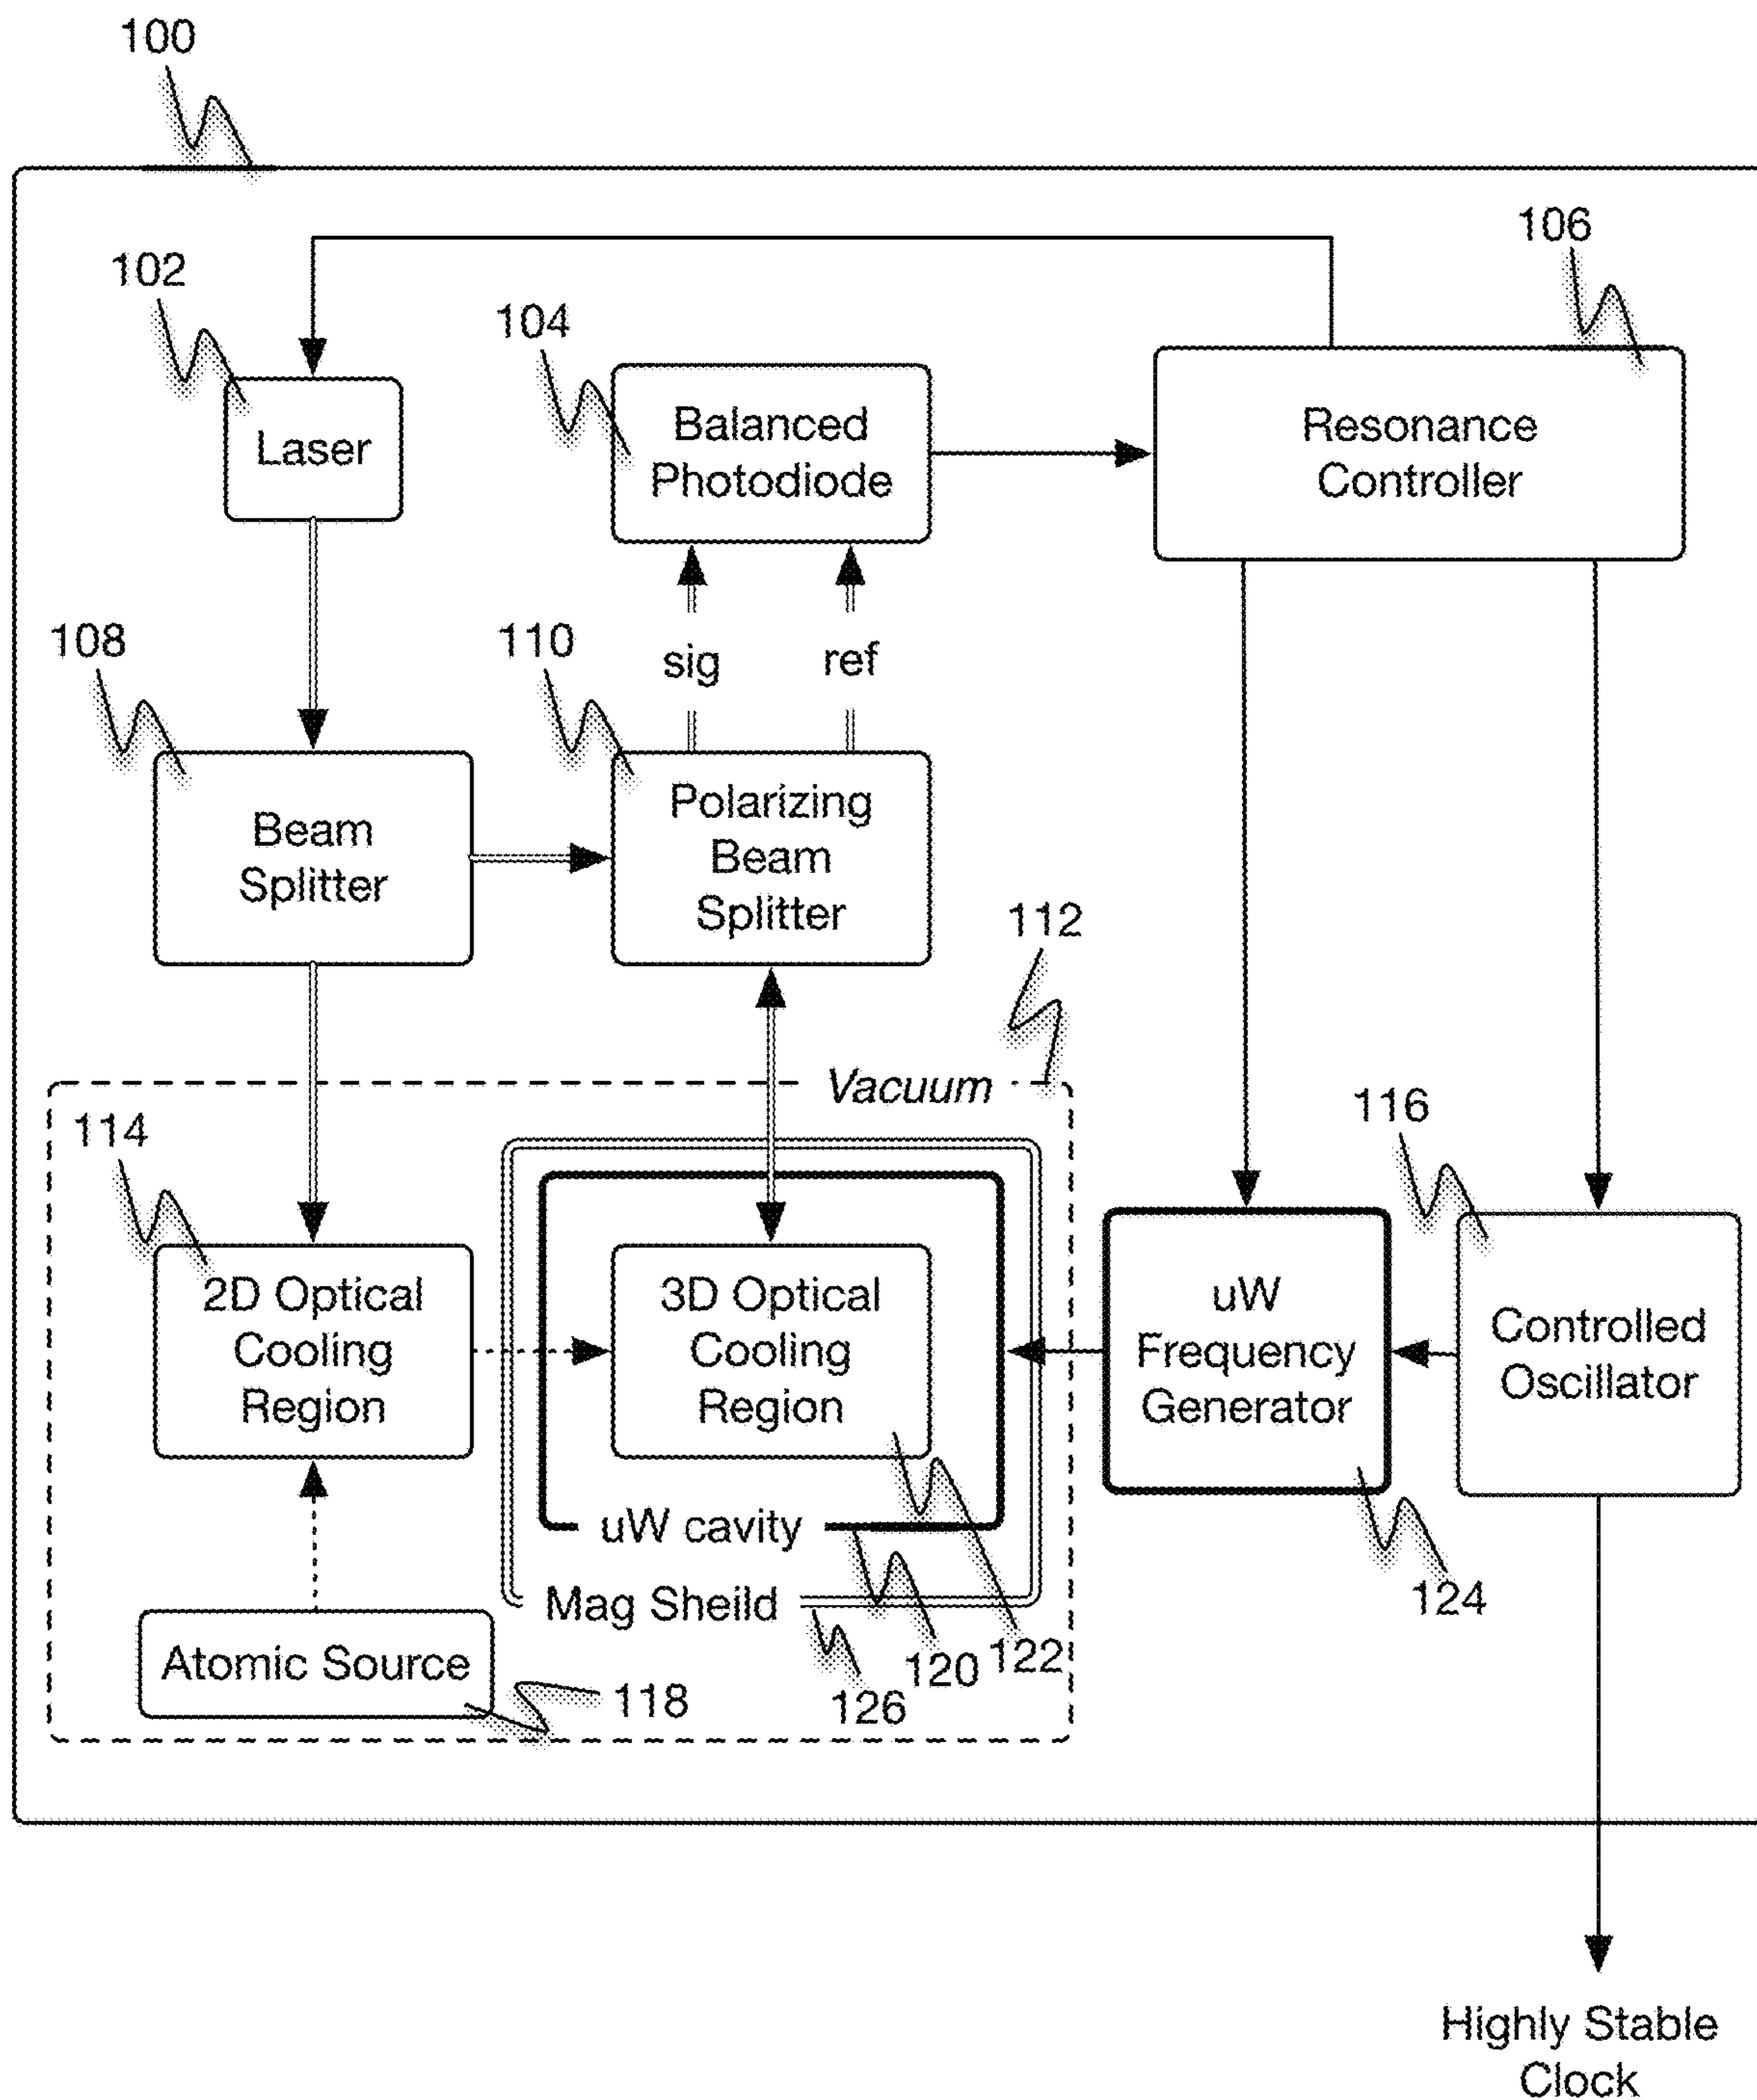 100
106
102
104
Laser
Balanced
Photodiode
Resonance
Controller
108
110
sig
ref
Beam
Splitter
Polarizing
Beam
Splitter
112
Vacuum
114
116
2D Optical
Cooling
Region
3D Optical
Cooling
Region
uW
Frequency
Generator
Controlled
Oscillator
uW cavity
Mag Sheild
124
Atomic Source
118
126
120
122
Highly Stable
Clock